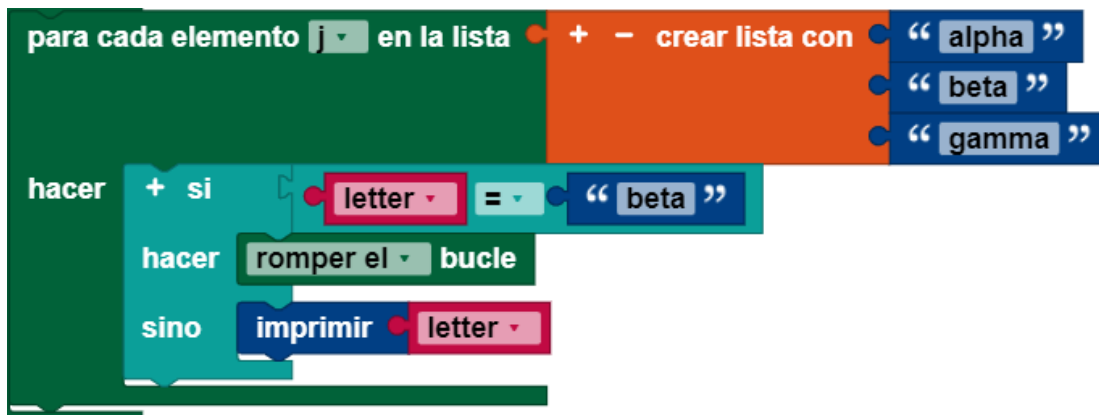 para cada elemento j en la lista + - crear lista con “ alpha ”
“ beta ”
“ gamma ”
hacer + si letter = “ beta ”
hacer romper el bucle
sino imprimir letter